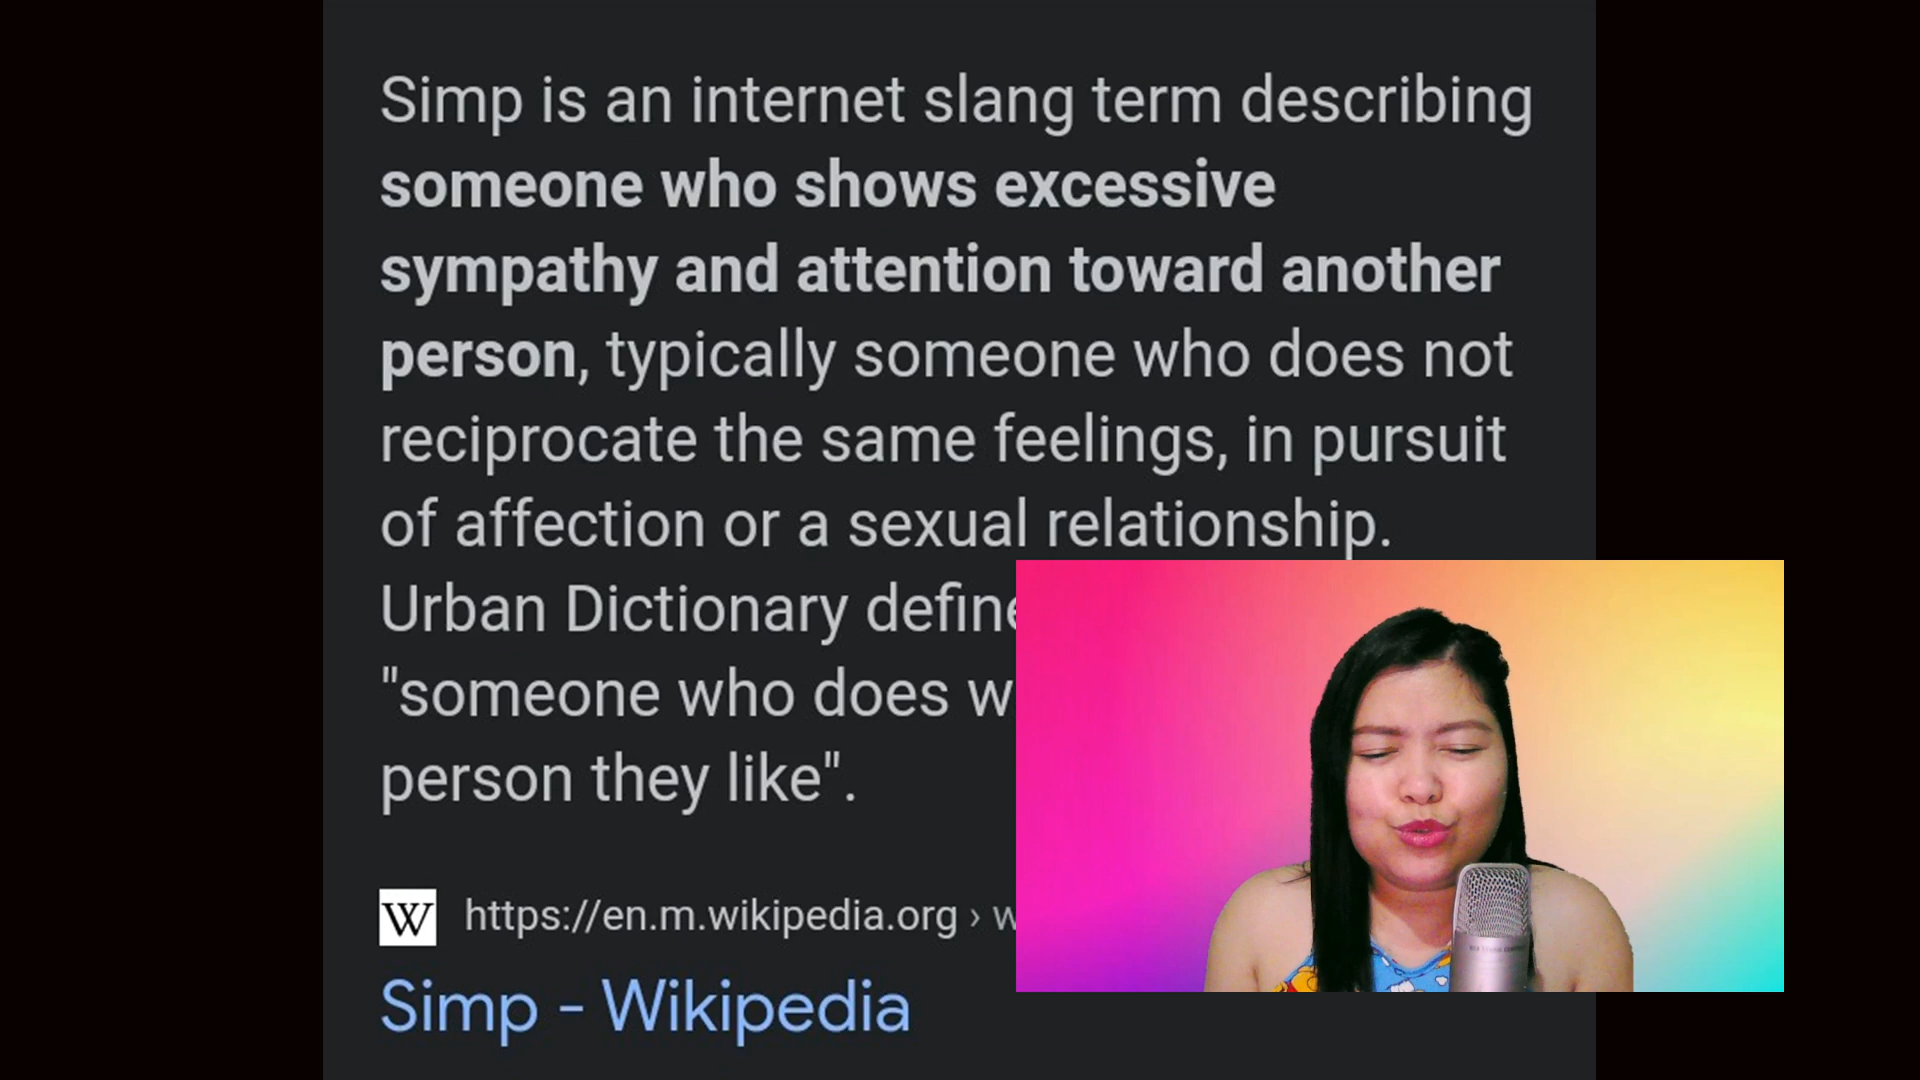 Simp is an internet slang term describing
someone who shows excessive
sympathy and attention toward another
person, typically someone who does not
reciprocate the same feelings, in pursuit
of affection or a sexual relationship.
Urban Dictionary
"someone who does
person they like".
W https://en.m.wikipedia.org ›
Simp - Wikipedia